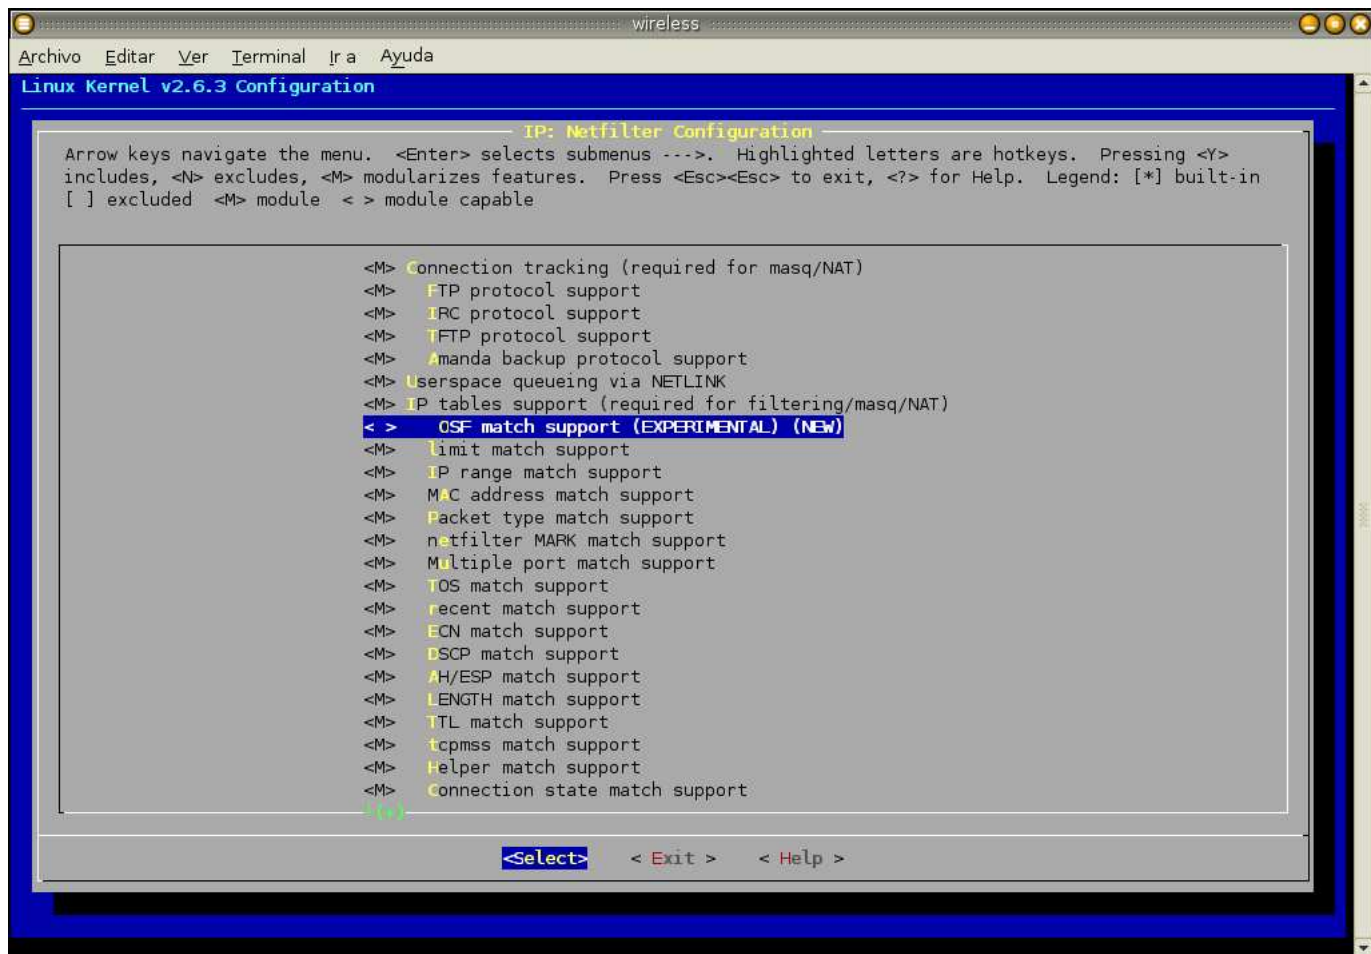 wireless
Archivo Editar Ver Terminal Ir a Ayuda
Linux Kernel v2.6.3 Configuration
IP: Netfilter Configuration
Arrow keys navigate the menu. <Enter> selects submenus --->. Highlighted letters are hotkeys. Pressing <Y>
includes, <N> excludes, <M> modularizes features. Press <Esc><Esc> to exit, <?> for Help. Legend: [*] built-in
[ ] excluded <M> module < > module capable
<M> Connection tracking (required for masq/NAT)
<M> FTP protocol support
<M> IRC protocol support
<M> TFTP protocol support
<M> Amanda backup protocol support
<M> Userspace queueing via NETLINK
<M> IP tables support (required for filtering/masq/NAT)
< > OSF match support (EXPERIMENTAL) (NEW)
<M> limit match support
<M> IP range match support
<M> MAC address match support
<M> Packet type match support
<M> netfilter MARK match support
<M> Multiple port match support
<M> TOS match support
<M> recent match support
<M> ECN match support
<M> DSCP match support
<M> AH/ESP match support
<M> LENGTH match support
<M> TTL match support
<M> tcpmss match support
<M> Helper match support
<M> Connection state match support
(+)
<Select> < Exit > < Help >